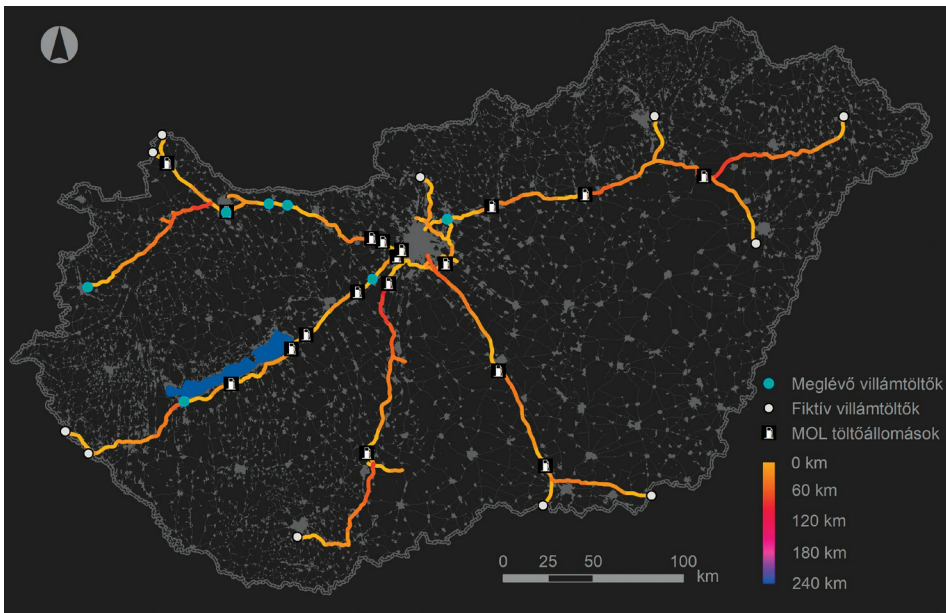 Meglévő villámtöltők
Fiktív villámtöltők
MOL töltőállomások
0 km
60 km
120 km
180 km
240 km
0 25 50 100
km